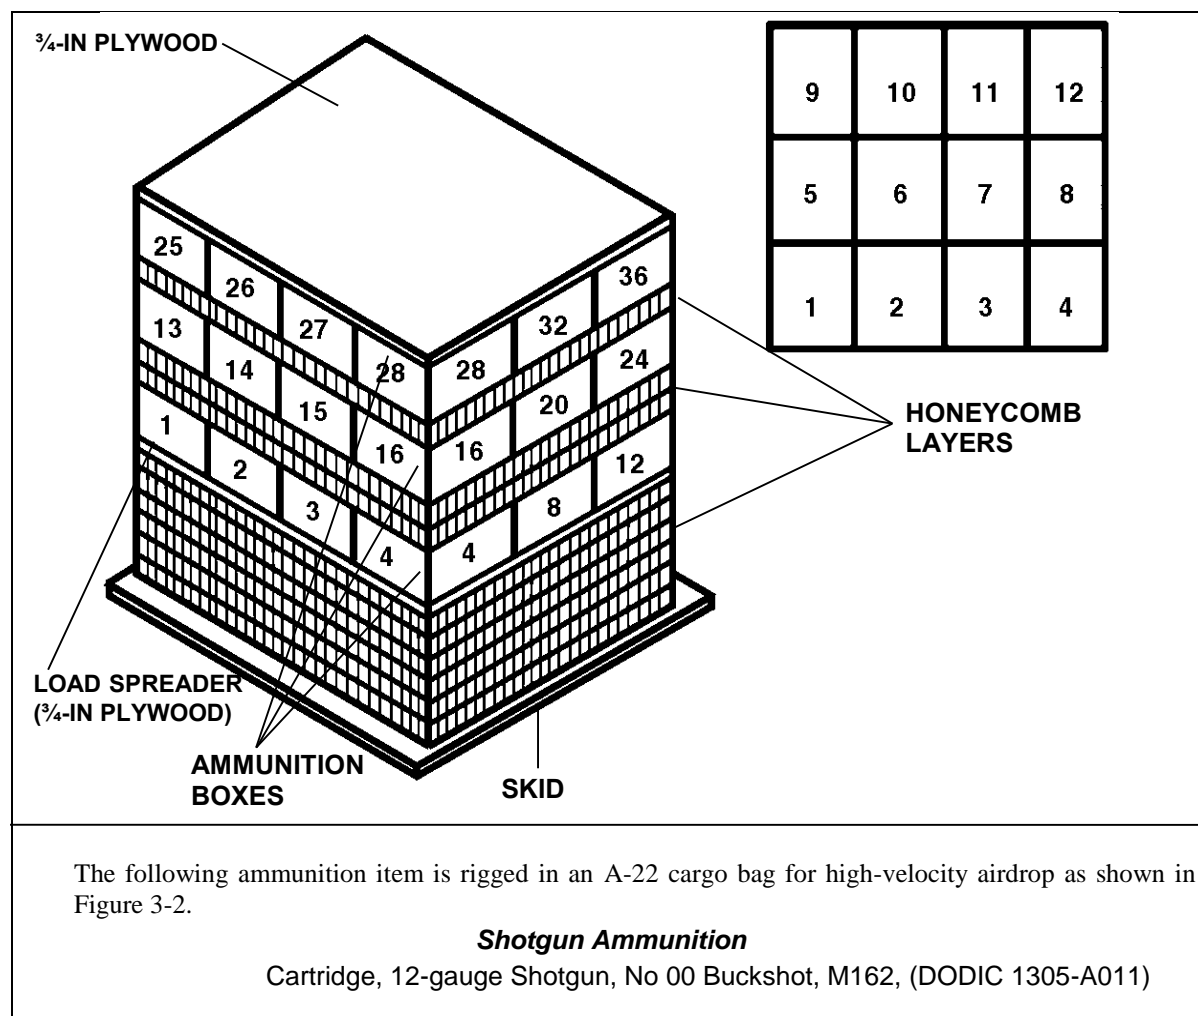 ¾-IN PLYWOOD
9 10 11 12
5 6 7 8
1 2 3 4
25 26 27 28
28 32 36
13 14 15 16
16 20 24
1 2 3 4
4 8 12
HONEYCOMB
LAYERS
LOAD SPREADER
(¾-IN PLYWOOD)
AMMUNITION
BOXES
SKID
The following ammunition item is rigged in an A-22 cargo bag for high-velocity airdrop as shown in
Figure 3-2.
Shotgun Ammunition
Cartridge, 12-gauge Shotgun, No 00 Buckshot, M162, (DODIC 1305-A011)